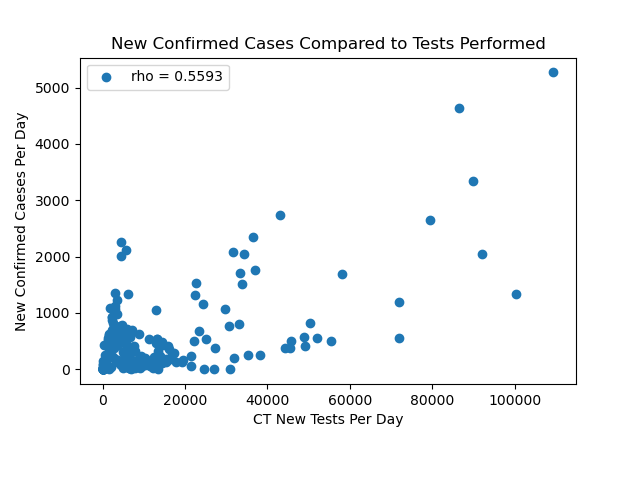 New Confirmed Cases Compared to Tests Performed
rho = 0.5593
New Confirmed Caeses Per Day
5000
4000
3000
2000
1000
0
0 20000 40000 60000 80000 100000
CT New Tests Per Day